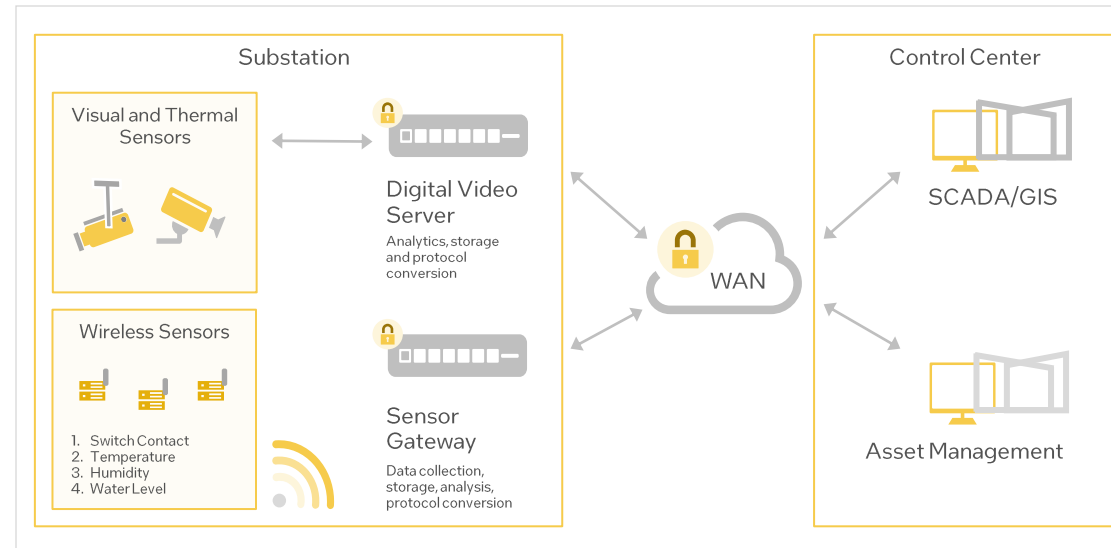 Substation
Visual and Thermal
Sensors
Digital Video
Server
Analytics, storage
and protocol
conversion
Wireless Sensors
1. Switch Contact
2. Temperature
3. Humidity
4. Water Level
Sensor
Gateway
Data collection,
storage, analysis,
protocol conversion
WAN
Control Center
SCADA/GIS
Asset Management